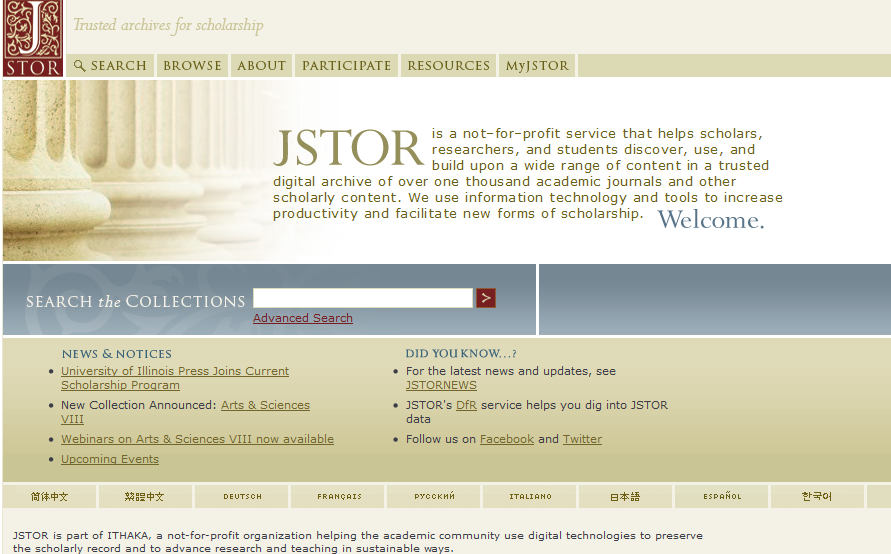 J
STOR
Trusted archives for scholarship
SEARCH
BROWSE
ABOUT
PARTICIPATE
RESOURCES
MyJSTOR
JSTOR is a not-for-profit service that helps scholars,
researchers, and students discover, use, and
build upon a wide range of content in a trusted
digital archive of over one thousand academic journals and other
scholarly content. We use information technology and tools to increase
productivity and facilitate new forms of scholarship. Welcome.
SEARCH the COLLECTIONS
>
Advanced Search
NEWS & NOTICES
• University of Illinois Press Joins Current
Scholarship Program
• New Collection Announced: Arts & Sciences
VIII
• Webinars on Arts & Sciences VIII now available
• Upcoming Events
DID YOU KNOW...?
• For the latest news and updates, see
JSTORNEWS
• JSTOR's DfR service helps you dig into JSTOR
data
• Follow us on Facebook and Twitter
简体中文
繁體中文
DEUTSCH
FRANÇAIS
РУССКИЙ
ITALIANO
日本語
ESPAÑOL
한국어
JSTOR is part of ITHAKA, a not-for-profit organization helping the academic community use digital technologies to preserve
the scholarly record and to advance research and teaching in sustainable ways.